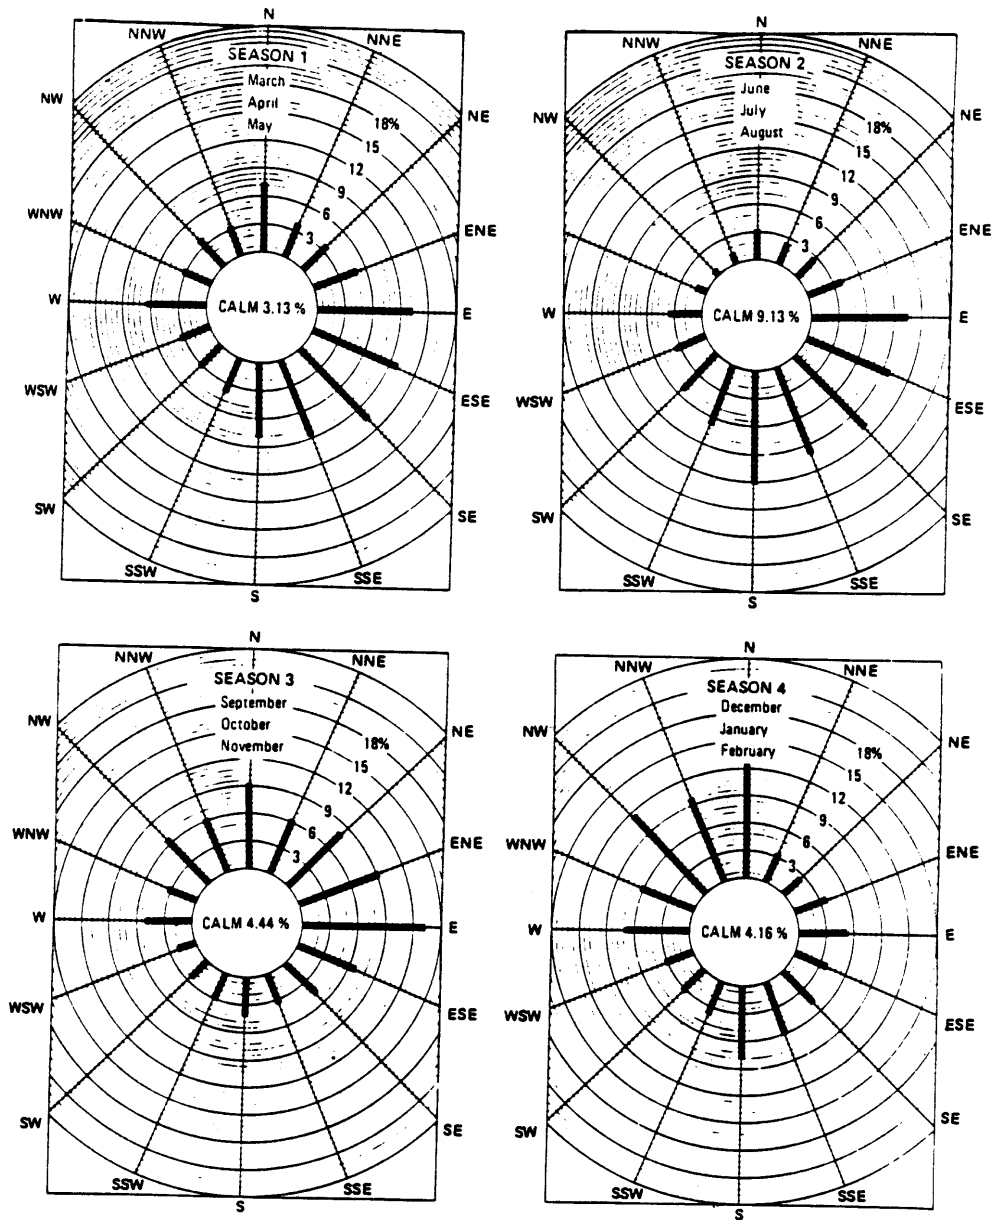 N
NNW
NNE
SEASON 1
March
April
May
NW
NE
18%
15
12
9
6
3
WNW
ENE
W
CALM 3.13 %
E
WSW
ESE
SW
SE
SSW
SSE
S
N
NNW
NNE
SEASON 2
June
July
August
NW
NE
18%
15
12
9
6
3
WNW
ENE
W
CALM 9.13 %
E
WSW
ESE
SW
SE
SSW
SSE
S
N
NNW
NNE
SEASON 3
September
October
November
NW
NE
18%
15
12
9
6
3
WNW
ENE
W
CALM 4.44 %
E
WSW
ESE
SW
SE
SSW
SSE
S
N
NNW
NNE
SEASON 4
December
January
February
NW
NE
18%
15
12
9
6
3
WNW
ENE
W
CALM 4.16 %
E
WSW
ESE
SW
SE
SSW
SSE
S